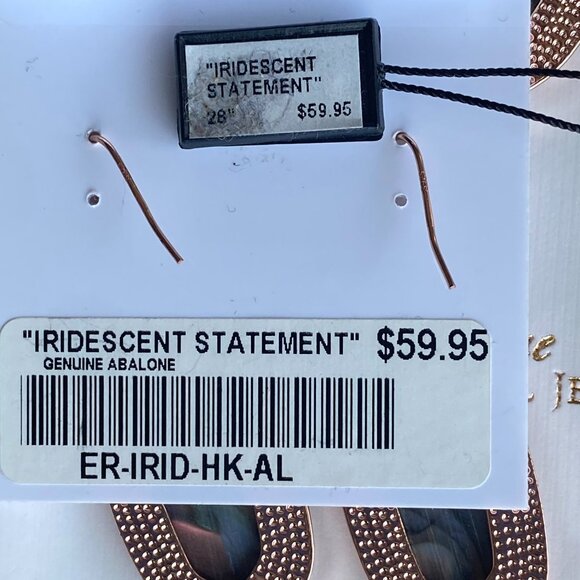 "IRIDESCENT
STATEMENT"
28" $59.95
"IRIDESCENT STATEMENT" $59.95
GENUINE ABALONE
ER-IRID-HK-AL